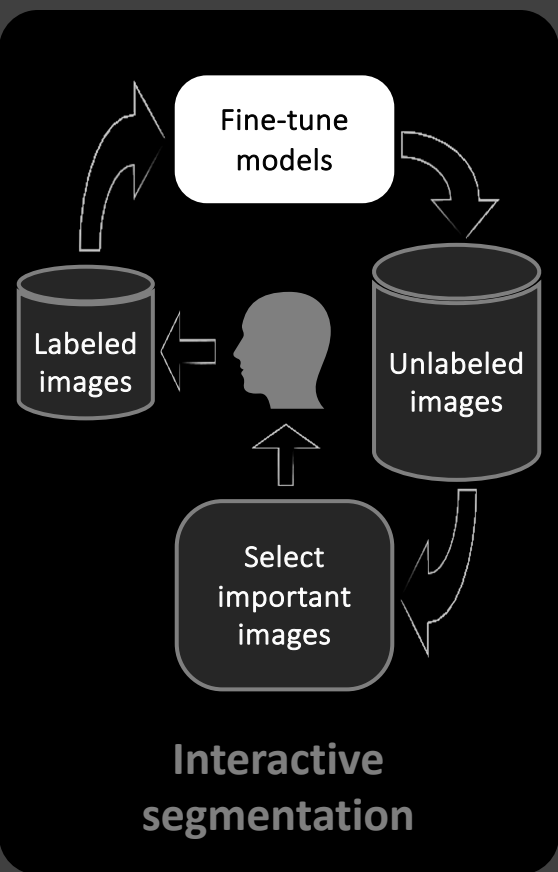 Fine-tune
models
Labeled
images
Unlabeled
images
Select
important
images
Interactive
segmentation